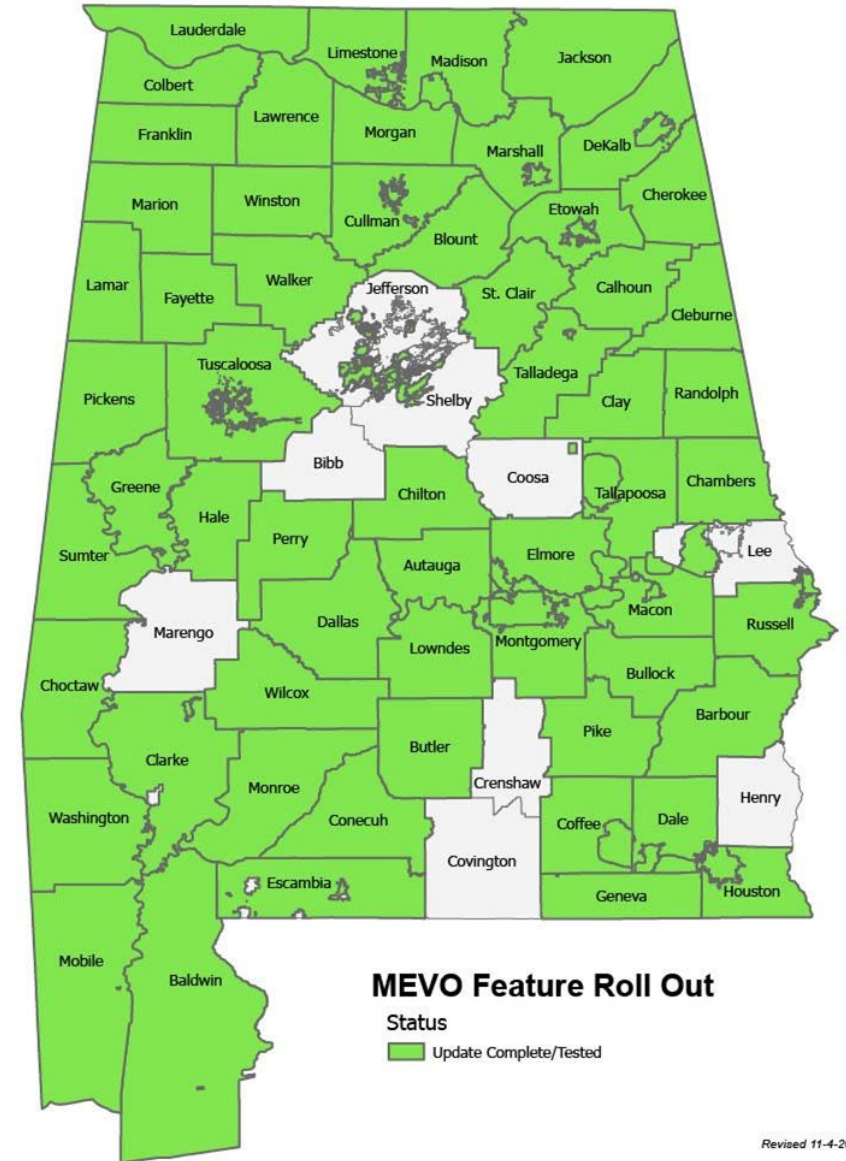 Lauderdale
Limestone
Madison
Jackson
Colbert
Lawrence
Franklin
Morgan
Marshall
DeKalb
Cherokee
Marion
Winston
Cullman
Etowah
Blount
Lamar
Fayette
Walker
Jefferson
St. Clair
Calhoun
Cleburne
Tuscaloosa
Talladega
Pickens
Shelby
Clay
Randolph
Bibb
Coosa
Greene
Hale
Chilton
Tallapoosa
Chambers
Sumter
Perry
Autauga
Elmore
Lee
Marengo
Dallas
Lowndes
Montgomery
Macon
Russell
Choctaw
Wilcox
Bullock
Clarke
Butler
Pike
Barbour
Washington
Monroe
Conecuh
Crenshaw
Coffee
Dale
Henry
Covington
Escambia
Geneva
Houston
Mobile
Baldwin
MEVO Feature Roll Out
Status
Update Complete/Tested
Revised 11-4-20